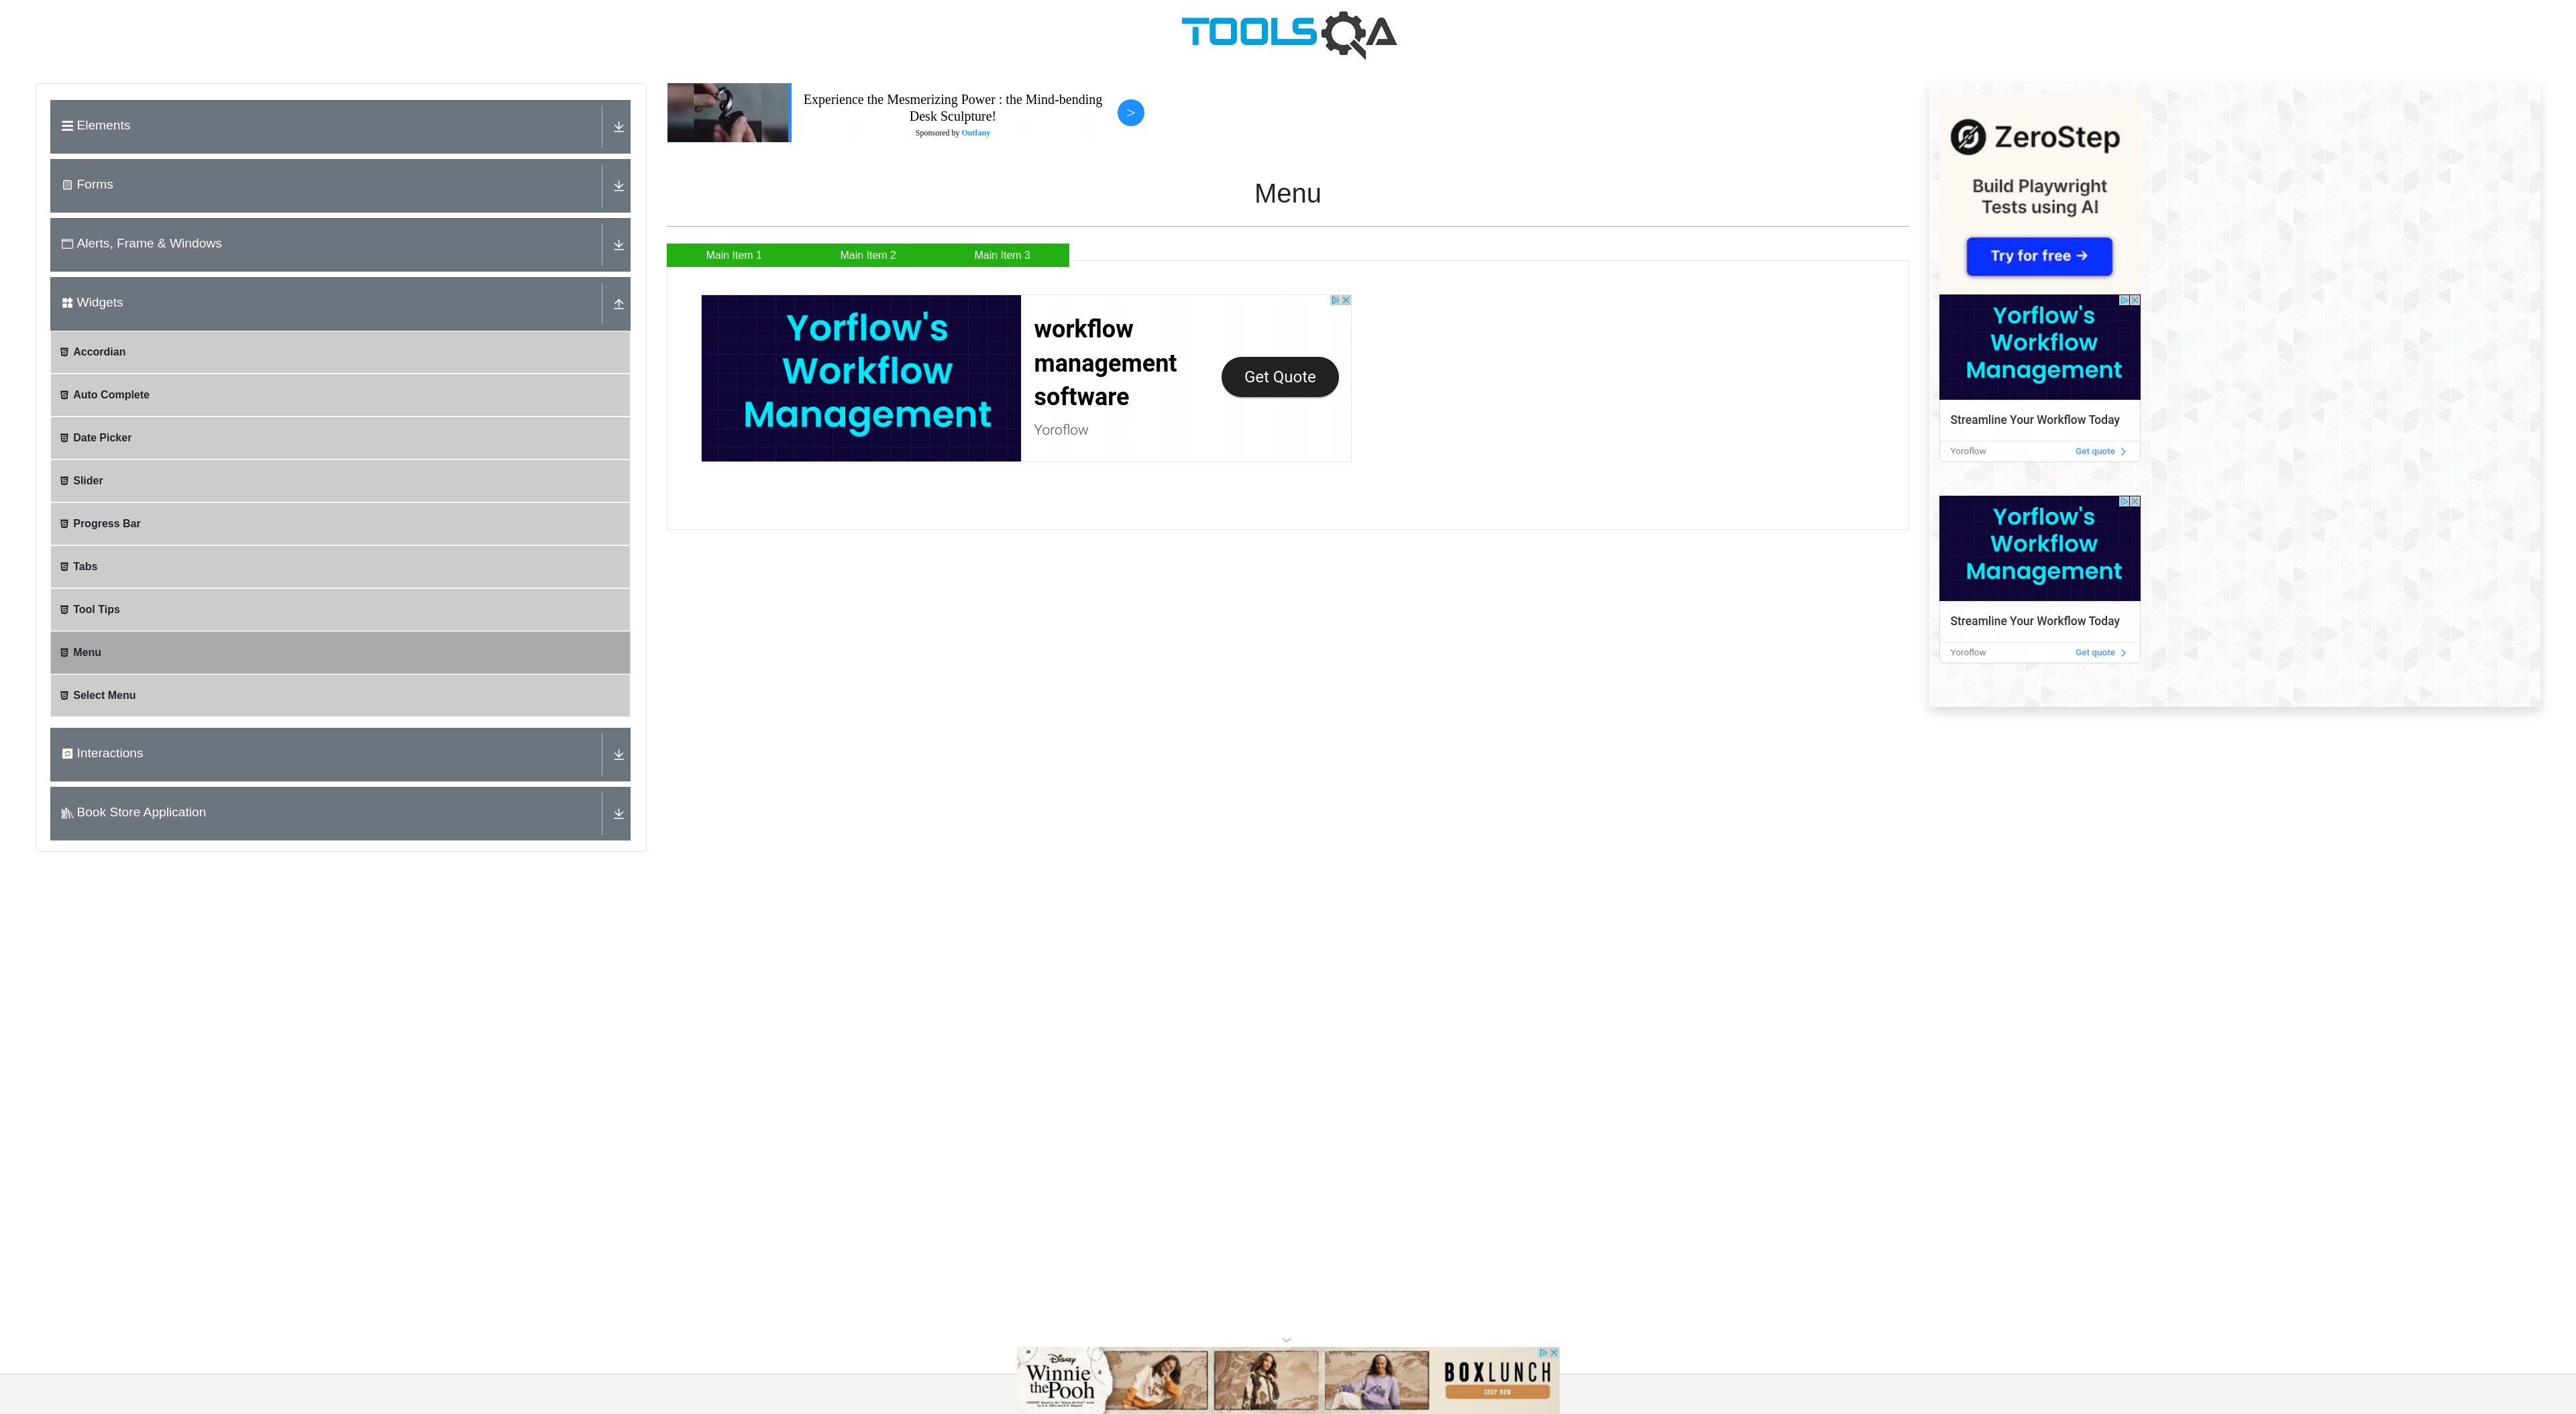 TOOLSQA
Elements
Forms
Alerts, Frame & Windows
Widgets
Accordian
Auto Complete
Date Picker
Slider
Progress Bar
Tabs
Tool Tips
Menu
Select Menu
Interactions
Book Store Application
Experience the Mesmerizing Power : the Mind-bending
Desk Sculpture!
Sponsored by Outfany
>
Menu
Main Item 1 Main Item 2 Main Item 3
Yorflow's
Workflow
Management
workflow
management
software
Yoroflow
Get Quote
ZeroStep
Build Playwright
Tests using AI
Try for free →
Yorflow's
Workflow
Management
Streamline Your Workflow Today
Yoroflow Get quote
Yorflow's
Workflow
Management
Streamline Your Workflow Today
Yoroflow Get quote
Disney
Winnie
the Pooh
BOXLUNCH
SHOP NOW